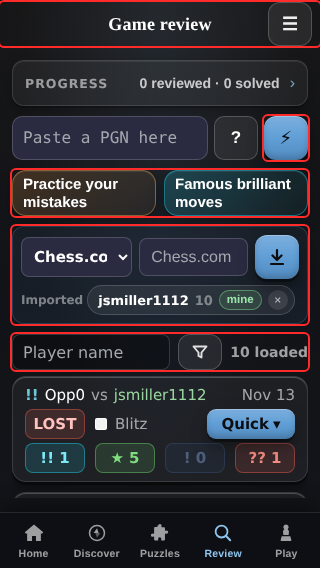 Game review ☰
PROGRESS 0 reviewed · 0 solved ›
Paste a PGN here ? ⚡
Practice your mistakes
Famous brilliant moves
Chess.co Chess.com
Imported jsmiller1112 10 mine ×
Player name 10 loaded
!! Opp0 vs jsmiller1112 Nov 13
LOST Blitz Quick ▾
!! 1 ★ 5 ! 0 ?? 1
Home Discover Puzzles Review Play